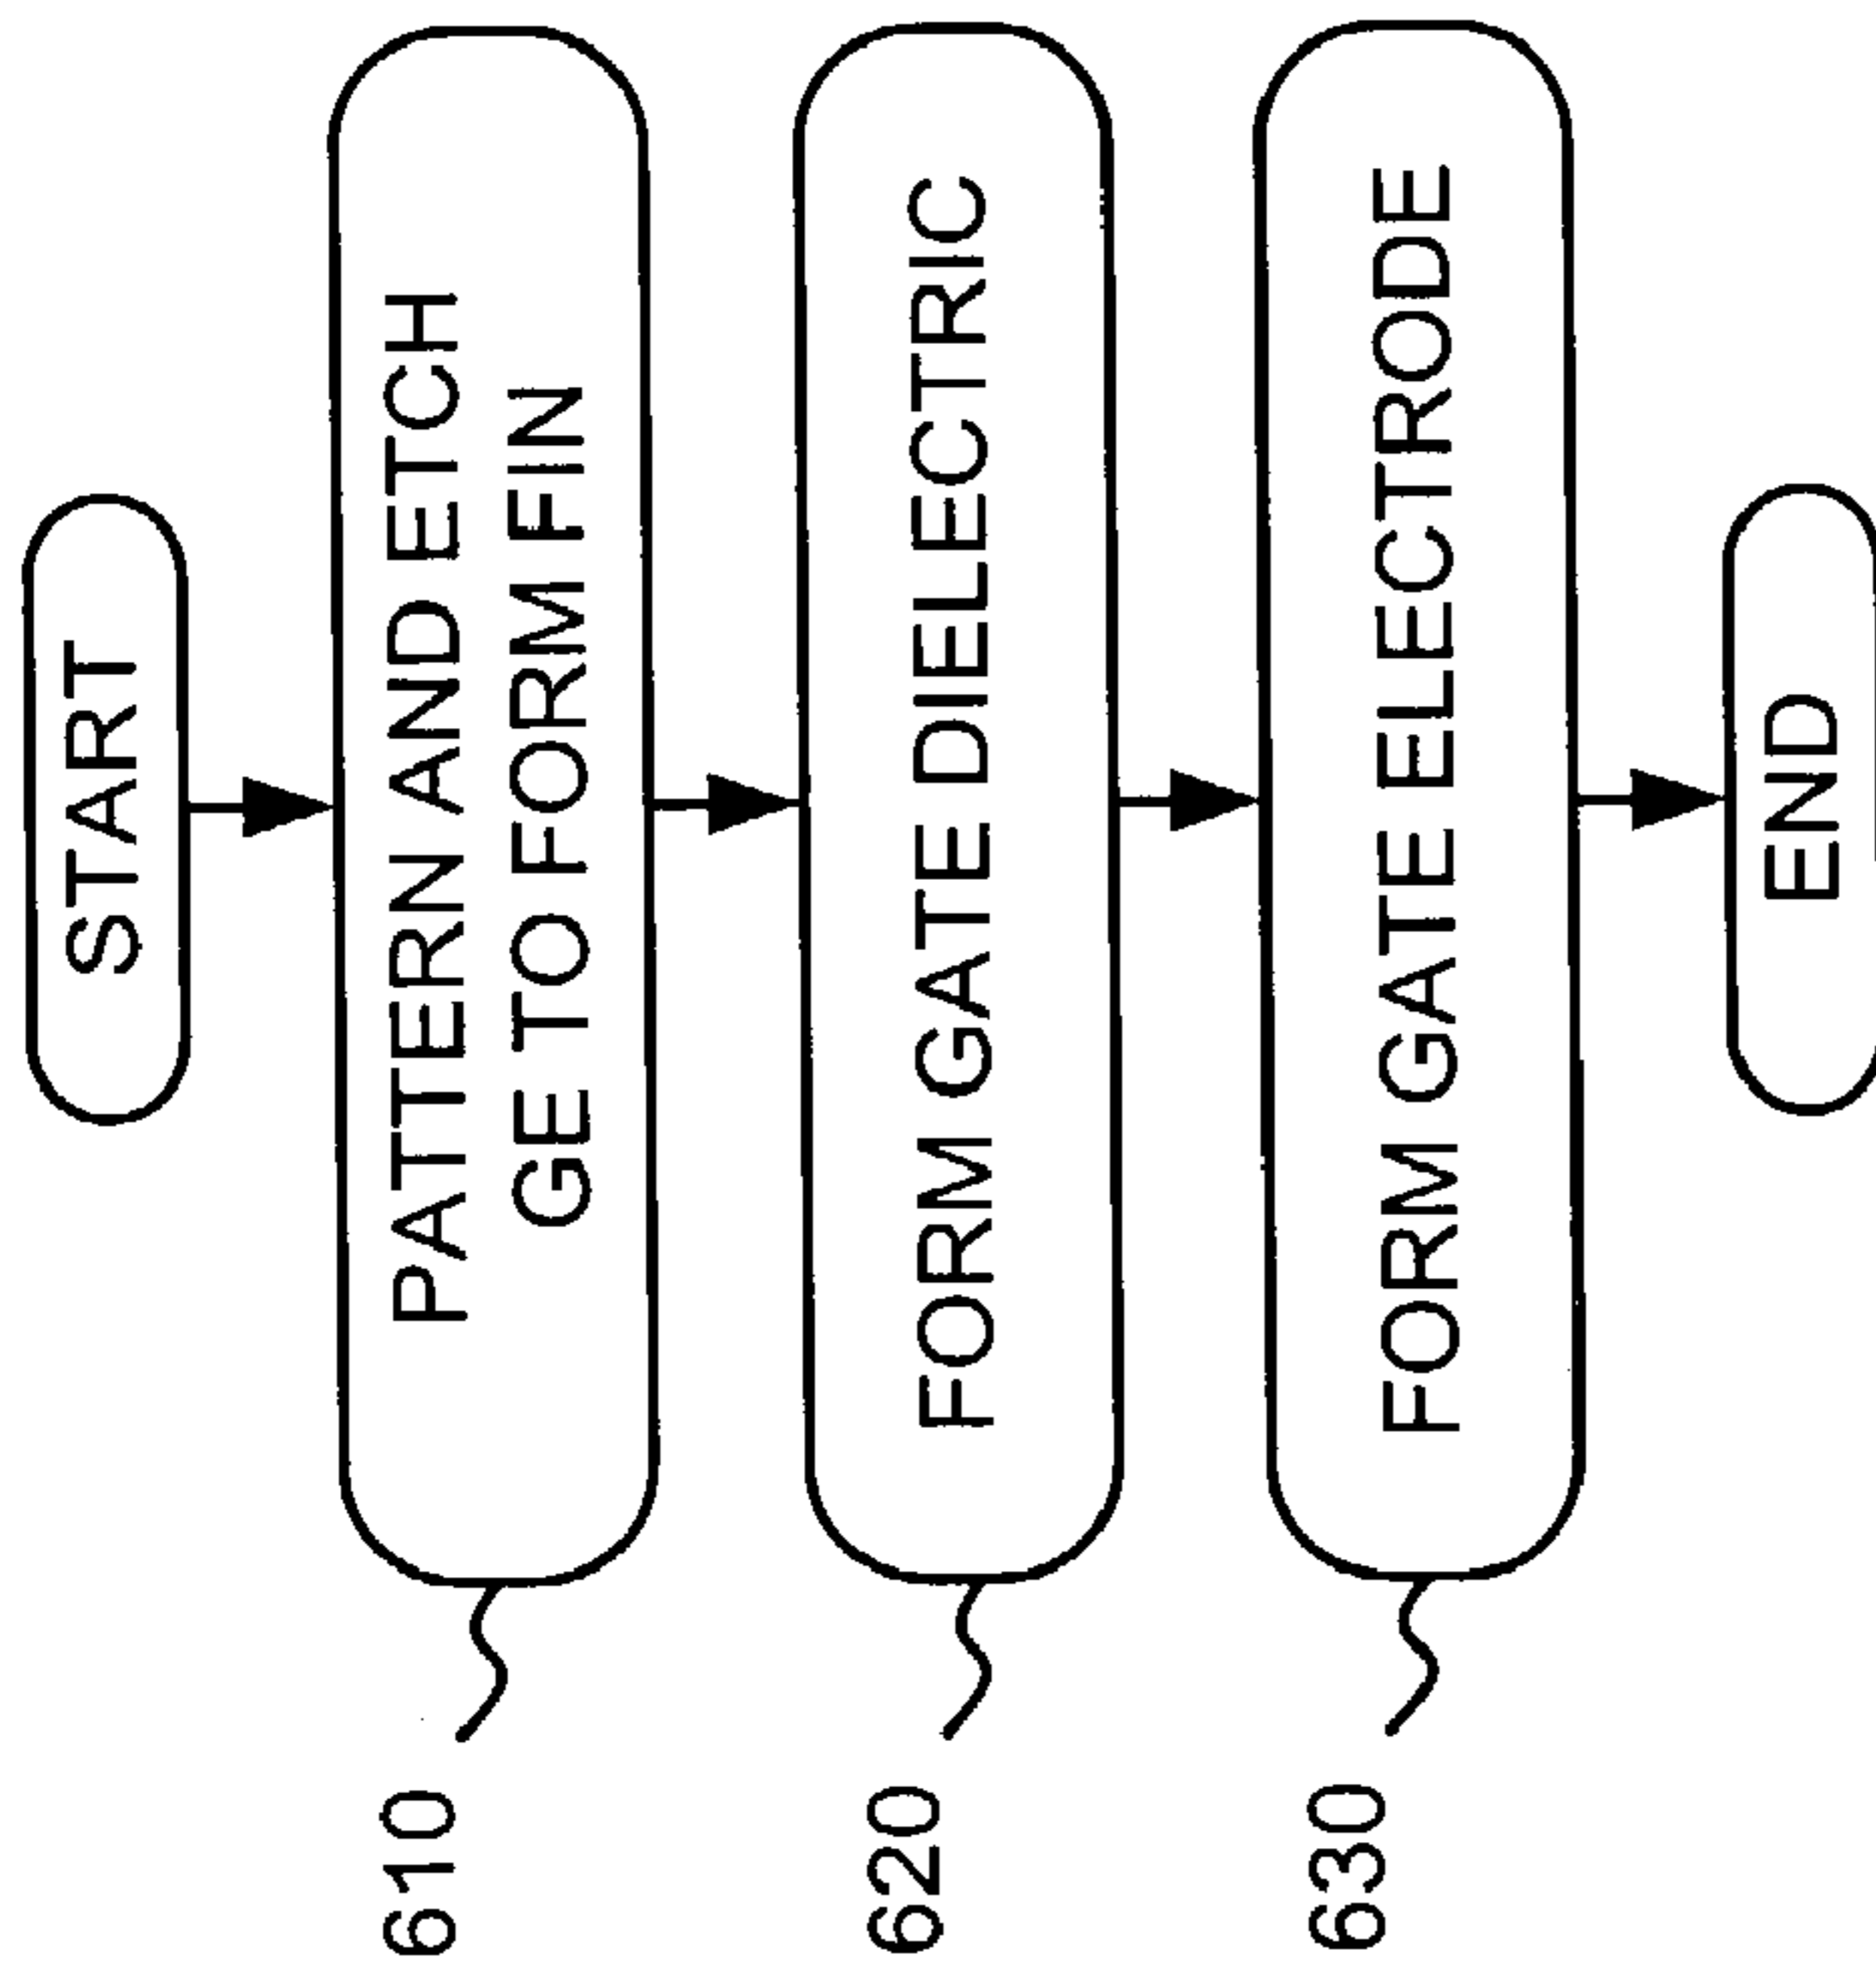 START
610
PATTERN AND ETCH
GE TO FORM FIN
620
FORM GATE DIELECTRIC
630
FORM GATE ELECTRODE
END